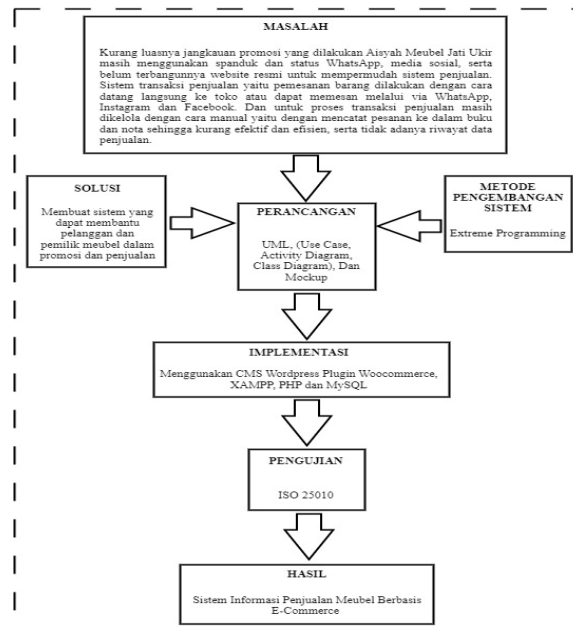 MASALAH
Kurang luasnya jangkauan promosi yang dilakukan Aisyah Meubel Jati Ukir
masih menggunakan spanduk dan status WhatsApp, media sosial, serta
belum terbangunnya website resmi untuk mempermudah sistem penjualan.
Sistem transaksi penjualan yaitu pemesanan barang dilakukan dengan cara
datang langsung ke toko atau dapat memesan melalui via WhatsApp,
Instagram dan Facebook. Dan untuk proses transaksi penjualan masih
dikelola dengan cara manual yaitu dengan mencatat pesanan ke dalam buku
dan nota sehingga kurang efektif dan efisien, serta tidak adanya riwayat data
penjualan.
SOLUSI
Membuat sistem yang
dapat membantu
pelanggan dan
pemilik meubel dalam
promosi dan penjualan
PERANCANGAN
UML, (Use Case,
Activity Diagram,
Class Diagram), Dan
Mockup
METODE
PENGEMBANGAN
SISTEM
Extreme Programming
IMPLEMENTASI
Menggunakan CMS Wordpress Plugin Woocommerce,
XAMPP, PHP dan MySQL
PENGUJIAN
ISO 25010
HASIL
Sistem Informasi Penjualan Meubel Berbasis
E-Commerce